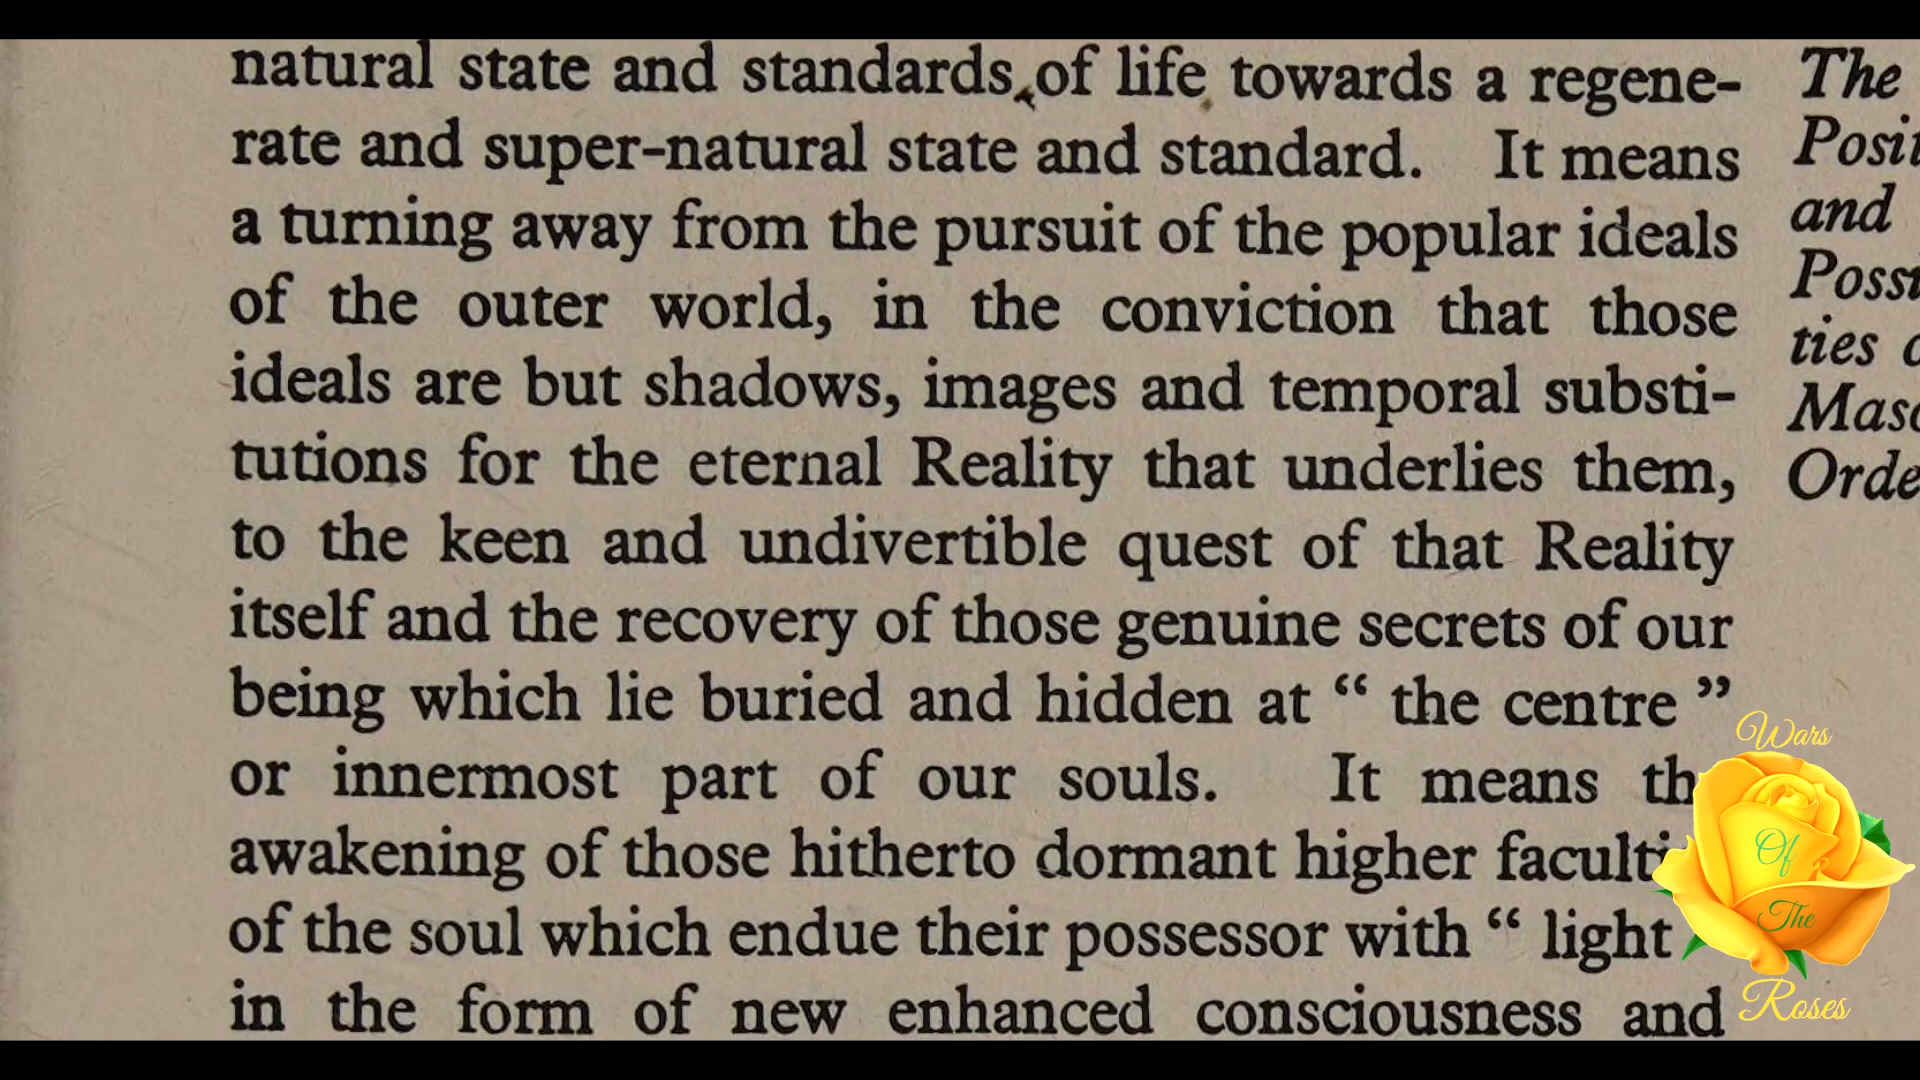 natural state and standards of life towards a regene-
rate and super-natural state and standard. It means
a turning away from the pursuit of the popular ideals
of the outer world, in the conviction that those
ideals are but shadows, images and temporal substi-
tutions for the eternal Reality that underlies them,
to the keen and undivertible quest of that Reality
itself and the recovery of those genuine secrets of our
being which lie buried and hidden at “ the centre ”
or innermost part of our souls. It means
awakening of those hitherto dormant higher
of the soul which endue their possessor with “ light
in the form of new enhanced consciousness and
The
and
ties
Wars
Of
The
Roses